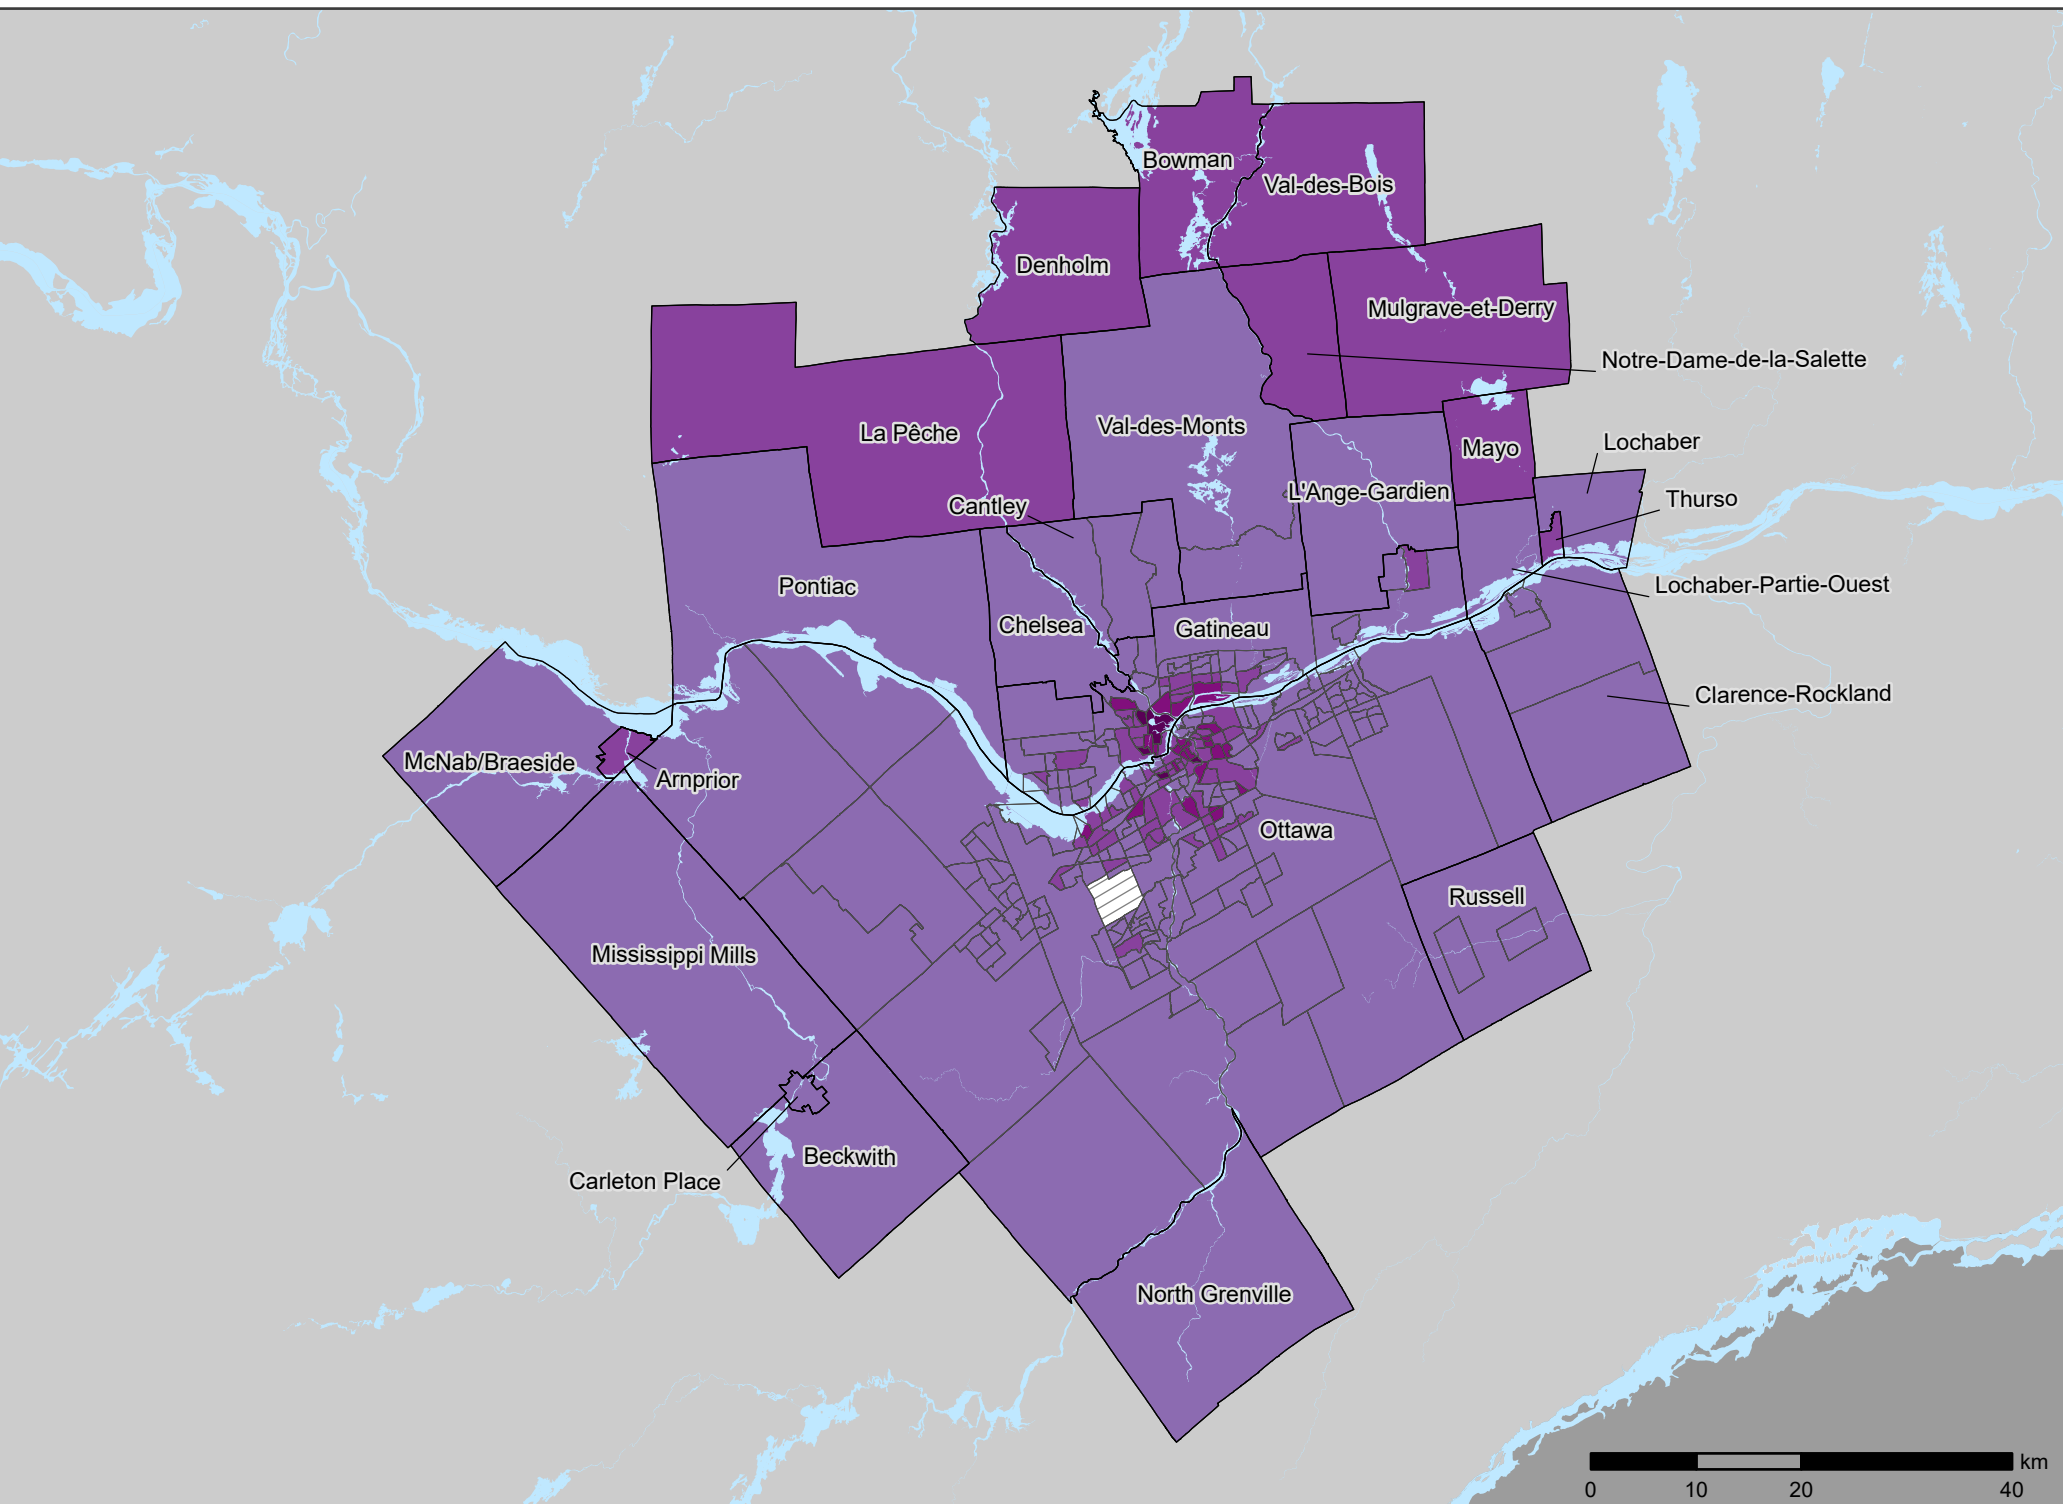 Bowman
Val-des-Bois
Denholm
Mulgrave-et-Derry
Notre-Dame-de-la-Salette
La Pêche
Val-des-Monts
Mayo
Lochaber
Cantley
L'Ange-Gardien
Thurso
Pontiac
Lochaber-Partie-Ouest
Chelsea
Gatineau
Clarence-Rockland
McNab/Braeside
Arnprior
Ottawa
Russell
Mississippi Mills
Beckwith
Carleton Place
North Grenville
km
0 10 20 40